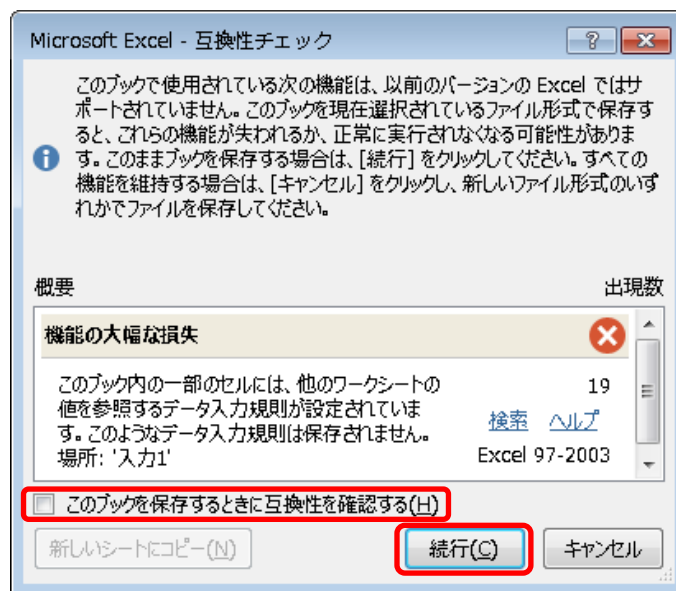 Microsoft Excel - 互換性チェック
このブックで使用されている次の機能は、以前のバージョンの Excel ではサ
ポートされていません。このブックを現在選択されているファイル形式で保存す
ると、これらの機能が失われるか、正常に実行されなくなる可能性がありま
す。このままブックを保存する場合は、[続行] をクリックしてください。すべての
機能を維持する場合は、[キャンセル] をクリックし、新しいファイル形式のいず
れかでファイルを保存してください。
概要 出現数
機能の大幅な損失
このブック内の一部のセルには、他のワークシートの 19
値を参照するデータ入力規則が設定されていま
す。このようなデータ入力規則は保存されません。 検索 ヘルプ
場所: '入力1' Excel 97-2003
このブックを保存するときに互換性を確認する(H)
新しいシートにコピー(N) 続行(C) キャンセル